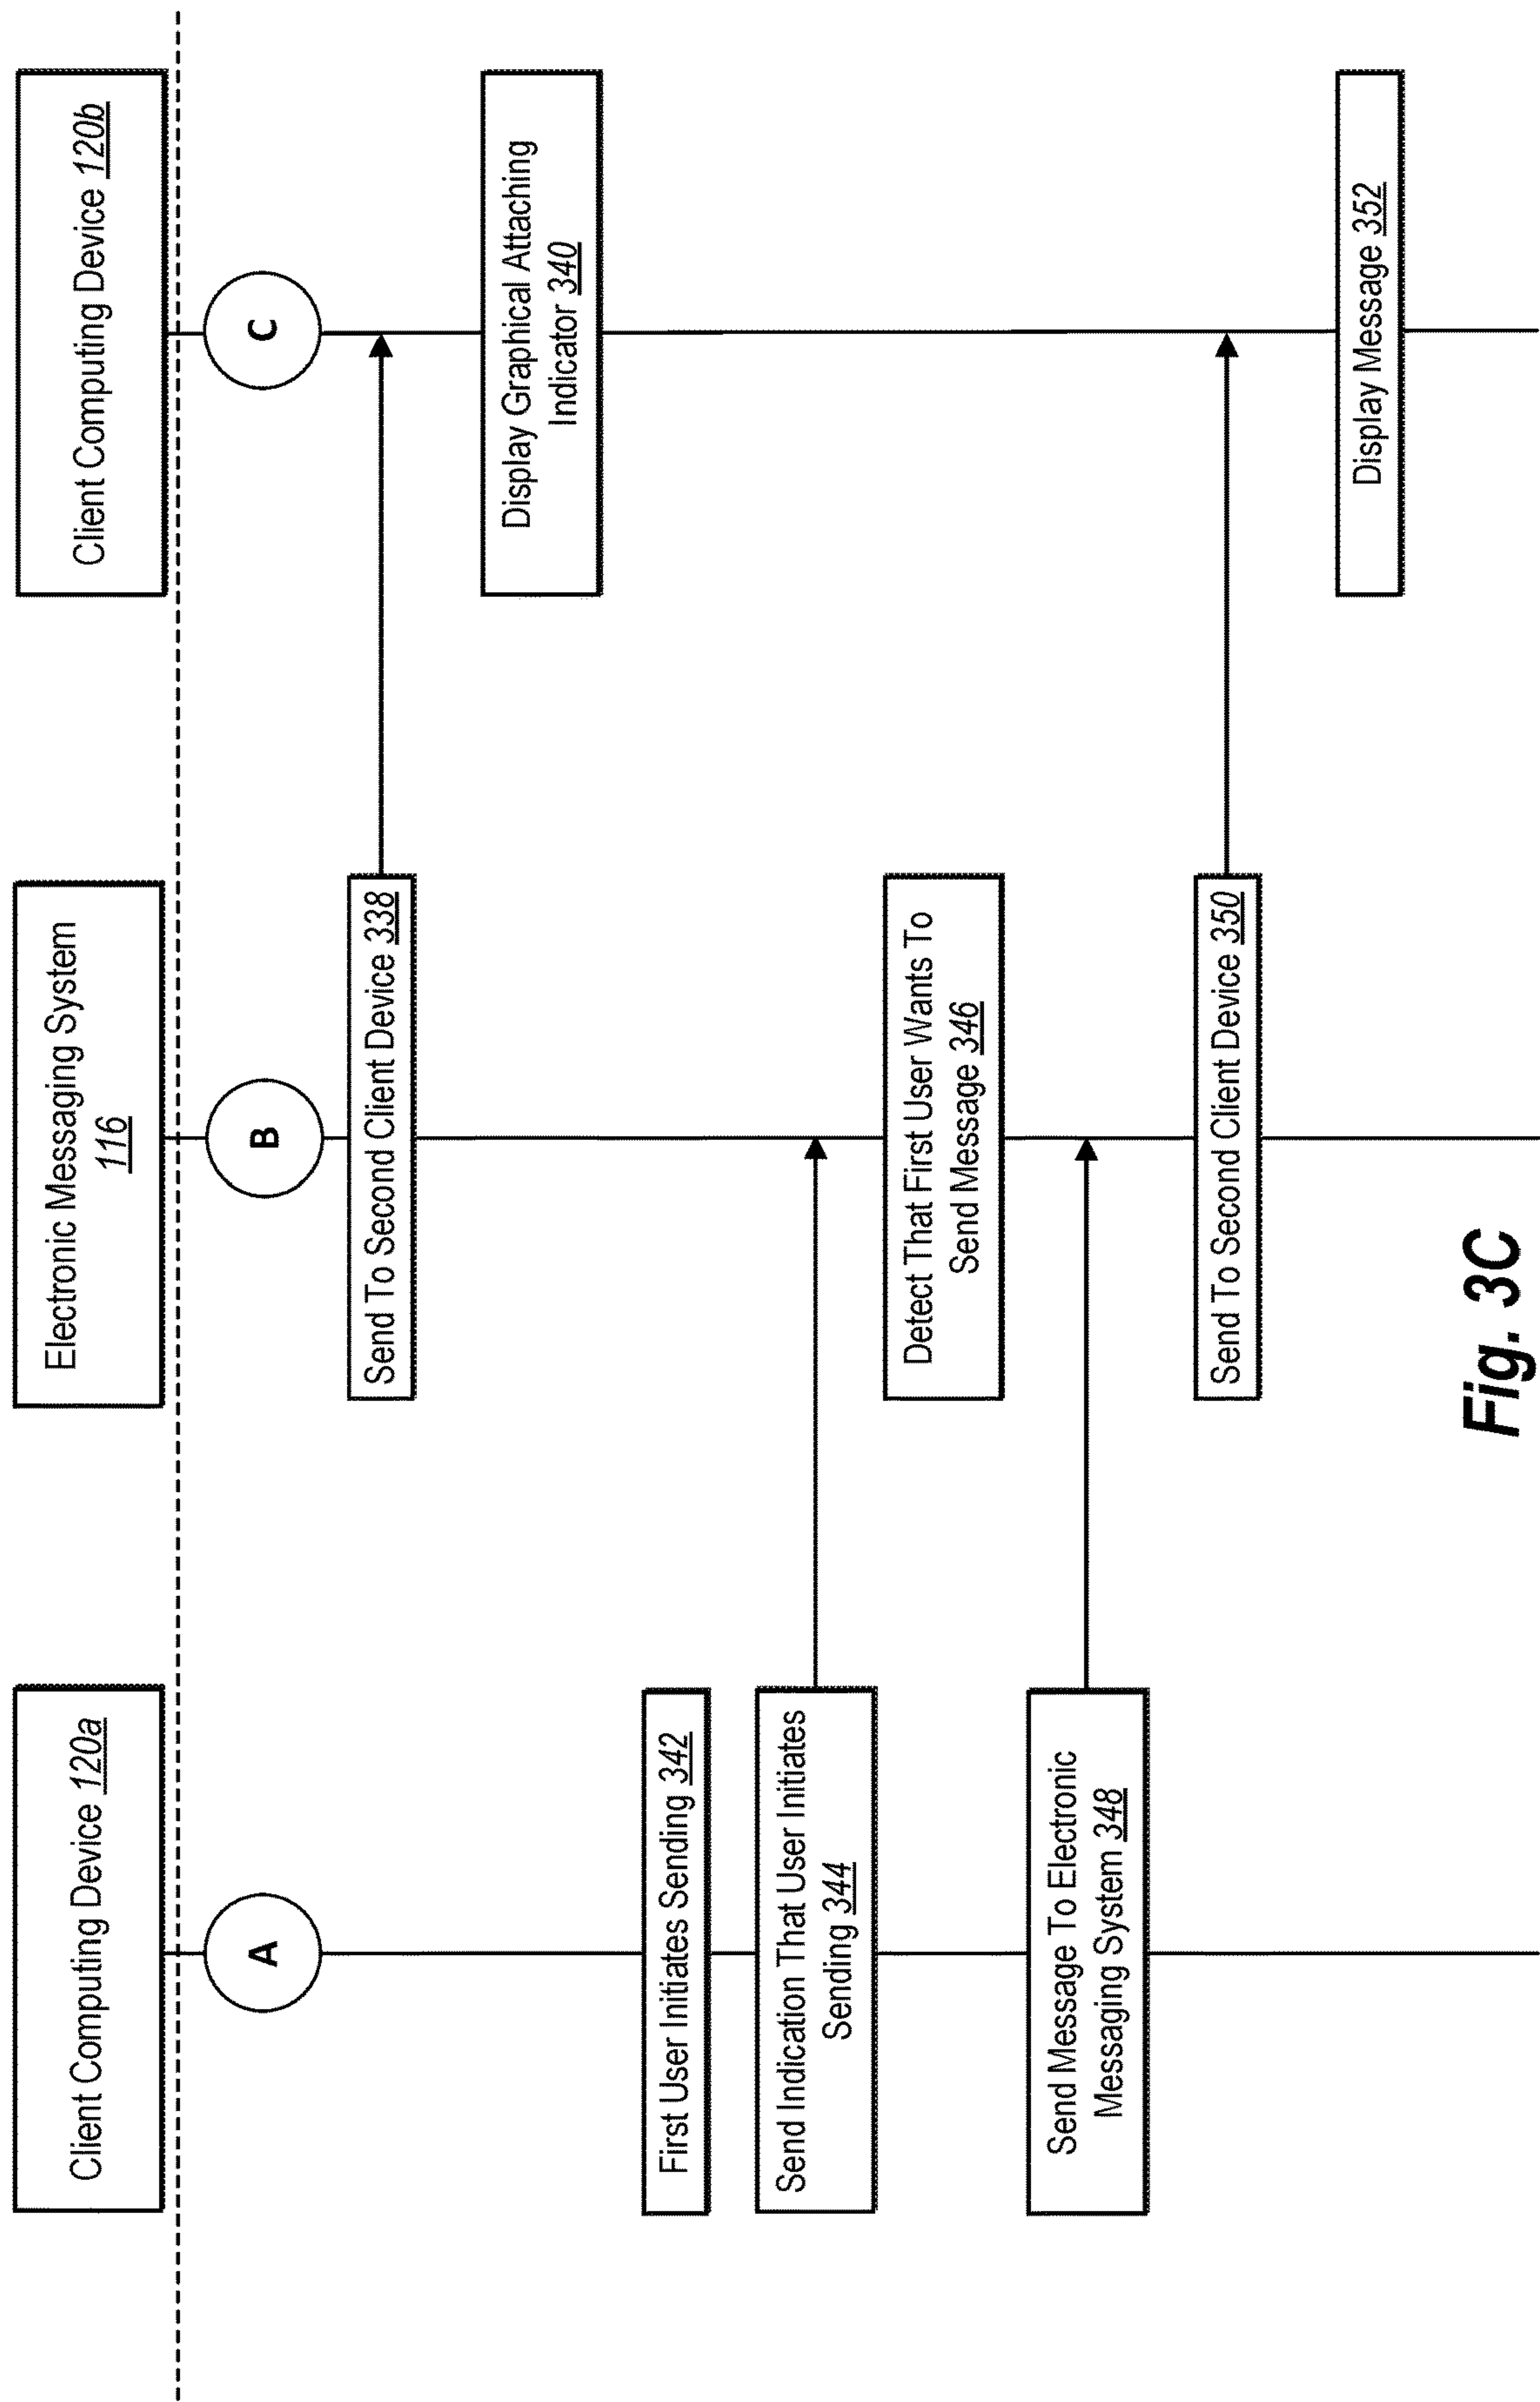 Client Computing Device 120a
Electronic Messaging System
116
Client Computing Device 120b
A
B
C
Send To Second Client Device 338
Display Graphical Attaching
Indicator 340
First User Initiates Sending 342
Send Indication That User Initiates
Sending 344
Detect That First User Wants To
Send Message 346
Send Message To Electronic
Messaging System 348
Send To Second Client Device 350
Display Message 352
Fig. 3C